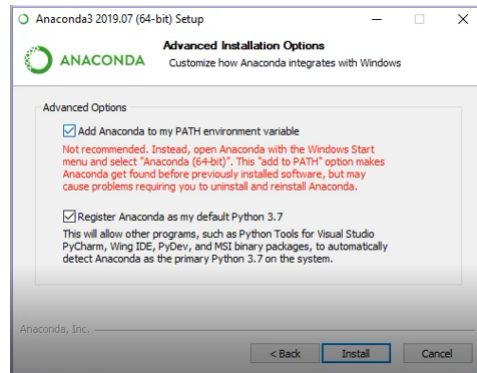 Anaconda3 2019.07 (64-bit) Setup
ANACONDA
Advanced Installation Options
Customize how Anaconda integrates with Windows
Advanced Options
Add Anaconda to my PATH environment variable
Not recommended. Instead, open Anaconda with the Windows Start
menu and select "Anaconda (64-bit)". This "add to PATH" option makes
Anaconda get found before previously installed software, but may
cause problems requiring you to uninstall and reinstall Anaconda.
Register Anaconda as my default Python 3.7
This will allow other programs, such as Python Tools for Visual Studio
PyCharm, Wing IDE, PyDev, and MSI binary packages, to automatically
detect Anaconda as the primary Python 3.7 on the system.
Anaconda, Inc.
< Back
Install
Cancel